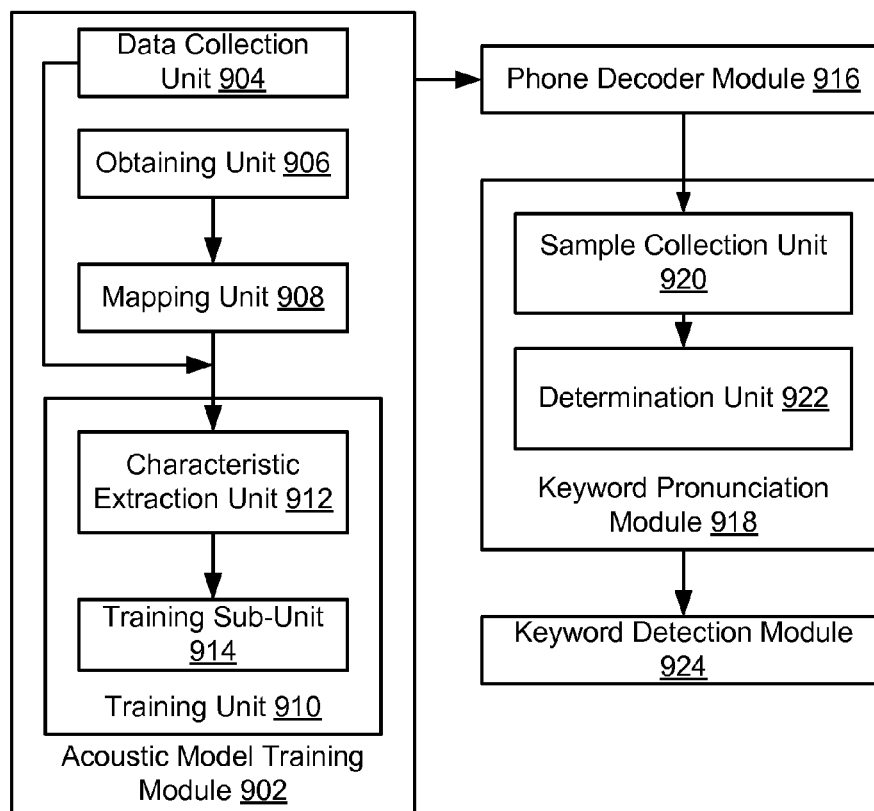 Data Collection
Unit 904
Obtaining Unit 906
Mapping Unit 908
Characteristic
Extraction Unit 912
Training Sub-Unit
914
Training Unit 910
Acoustic Model Training
Module 902
Phone Decoder Module 916
Sample Collection Unit
920
Determination Unit 922
Keyword Pronunciation
Module 918
Keyword Detection Module
924